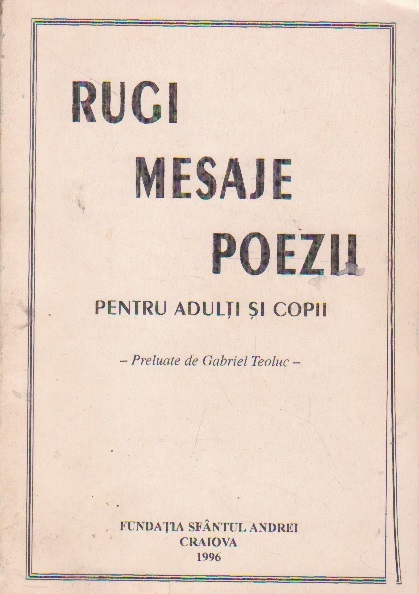 RUGI
MESAJE
POEZII
PENTRU ADULȚI ȘI COPII
– Preluate de Gabriel Teoluc –
FUNDAȚIA SFÂNTUL ANDREI
CRAIOVA
1996